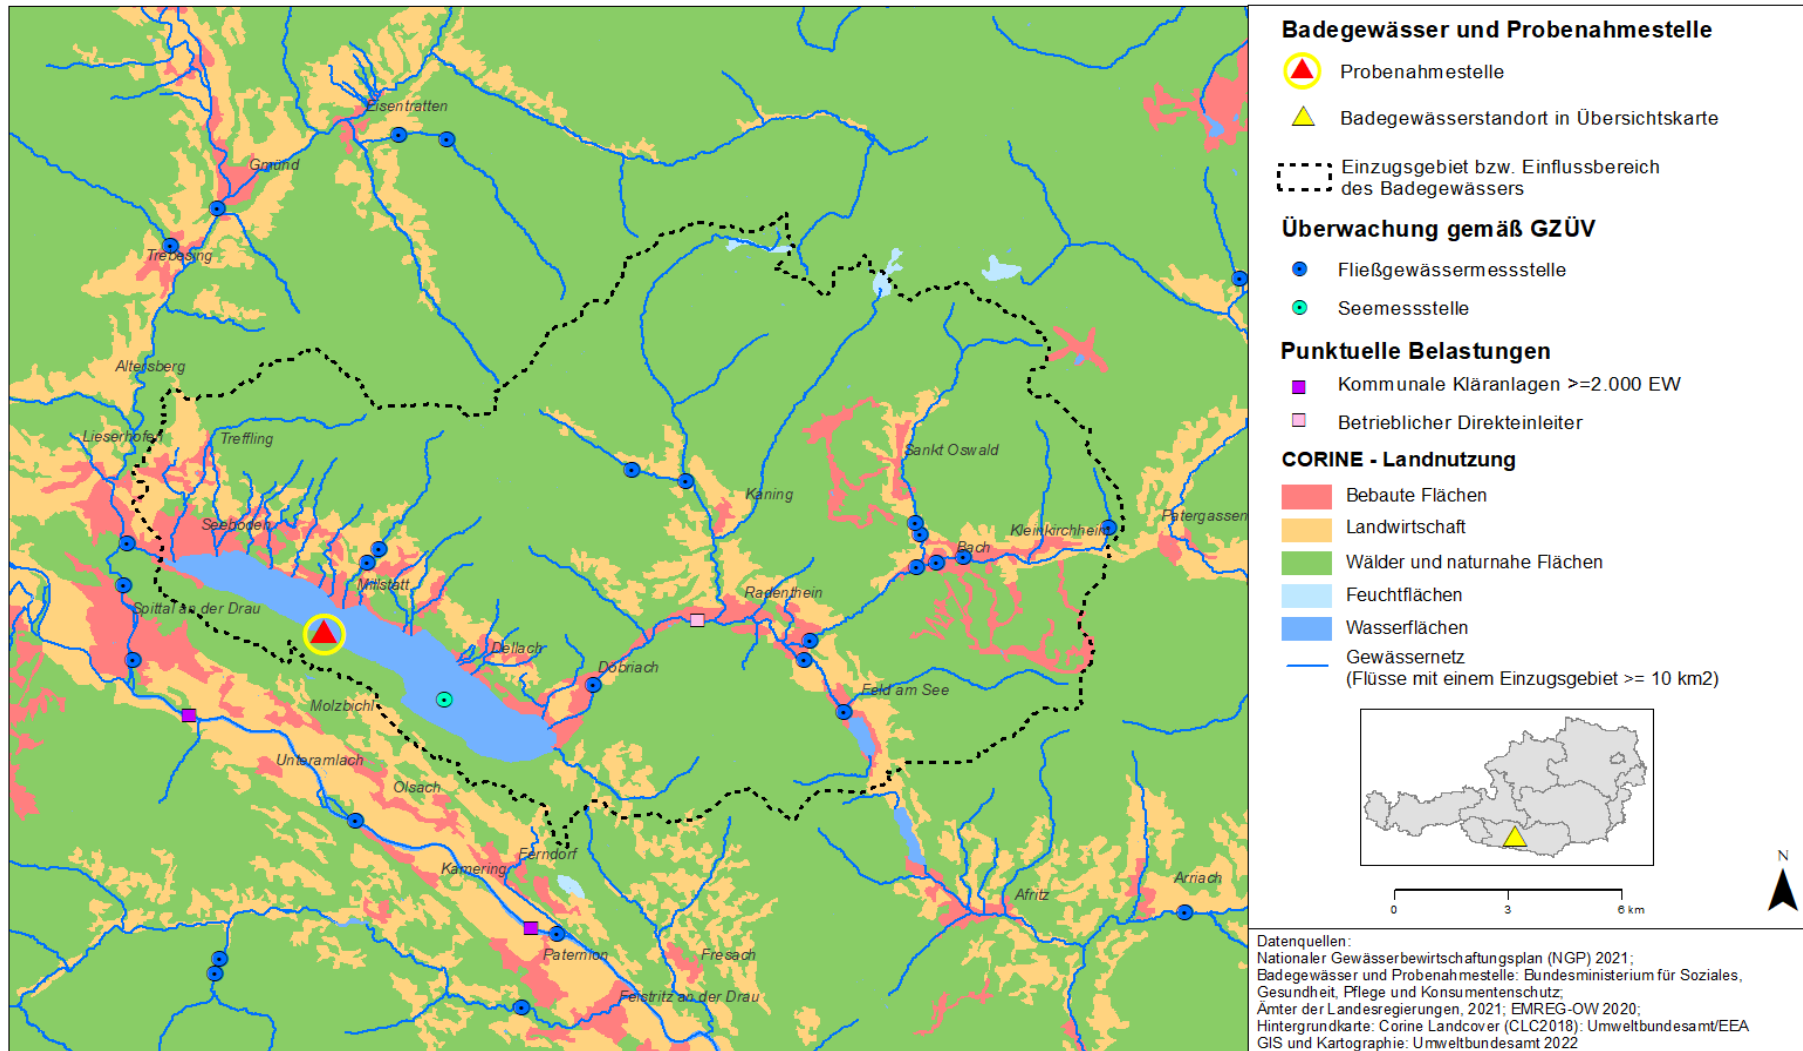 Eisentratten
Gmünd
Trebesing
Altersberg
Lieserhofen
Treffling
Sankt Oswald
Kaning
Kleinkirchheim
Patergassen
Seeboden
Bach
Millstatt
Radenthein
Spittal an der Drau
Dellach
Döbriach
Feld am See
Molzbichl
Unteramlach
Olsach
Ferndorf
Kamering
Afritz
Arriach
Paternion
Fresach
Feistritz an der Drau
Badegewässer und Probenahmestelle
Probenahmestelle
Badegewässerstandort in Übersichtskarte
Einzugsgebiet bzw. Einflussbereich
des Badegewässers
Überwachung gemäß GZÜV
Fließgewässermessstelle
Seemessstelle
Punktuelle Belastungen
Kommunale Kläranlagen >=2.000 EW
Betrieblicher Direkteinleiter
CORINE - Landnutzung
Bebaute Flächen
Landwirtschaft
Wälder und naturnahe Flächen
Feuchtflächen
Wasserflächen
Gewässernetz
(Flüsse mit einem Einzugsgebiet >= 10 km2)
N
0 3 6 km
Datenquellen:
Nationaler Gewässerbewirtschaftungsplan (NGP) 2021;
Badegewässer und Probenahmestelle: Bundesministerium für Soziales,
Gesundheit, Pflege und Konsumentenschutz;
Ämter der Landesregierungen, 2021; EMREG-OW 2020;
Hintergrundkarte: Corine Landcover (CLC2018): Umweltbundesamt/EEA
GIS und Kartographie: Umweltbundesamt 2022